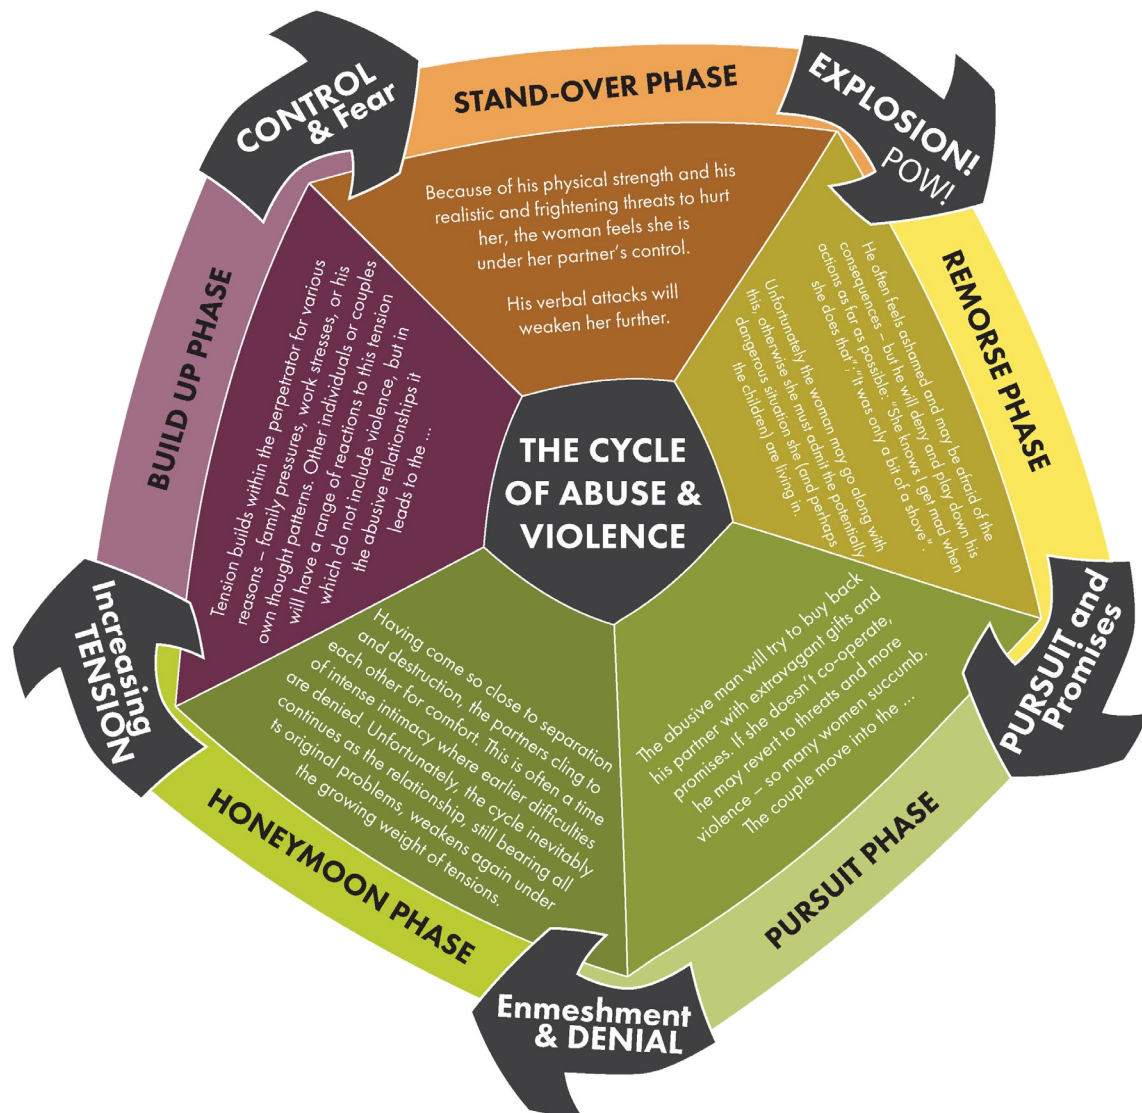 THE CYCLE
OF ABUSE &
VIOLENCE
BUILD UP PHASE
Tension builds within the perpetrator for various
reasons – family pressures, work stresses, or his
own thought patterns. Other individuals or couples
will have a range of reactions to this tension
which do not include violence, but in
the abusive relationships it
leads to the ...
CONTROL
& Fear
STAND-OVER PHASE
Because of his physical strength and his
realistic and frightening threats to hurt
her, the woman feels she is
under her partner’s control.
His verbal attacks will
weaken her further.
EXPLOSION!
POW!
REMORSE PHASE
He often feels ashamed and may be afraid of the
consequences – but he will deny and play down his
actions as far as possible: “She knows I get mad when
she does that”; “It was only a bit of a shove”.
Unfortunately the woman may go along with
this, otherwise she must admit the potentially
dangerous situation she (and perhaps
the children) are living in.
PURSUIT and
Promises
PURSUIT PHASE
The abusive man will try to buy back
his partner with extravagant gifts and
promises. If she doesn’t co-operate,
he may revert to threats and more
violence – so many women succumb.
The couple move into the ...
Enmeshment
& DENIAL
HONEYMOON PHASE
Having come so close to separation
and destruction, the partners cling to
each other for comfort. This is often a time
of intense intimacy where earlier difficulties
are denied. Unfortunately, the cycle inevitably
continues as the relationship, still bearing all
ts original problems, weakens again under
the growing weight of tensions.
Increasing
TENSION